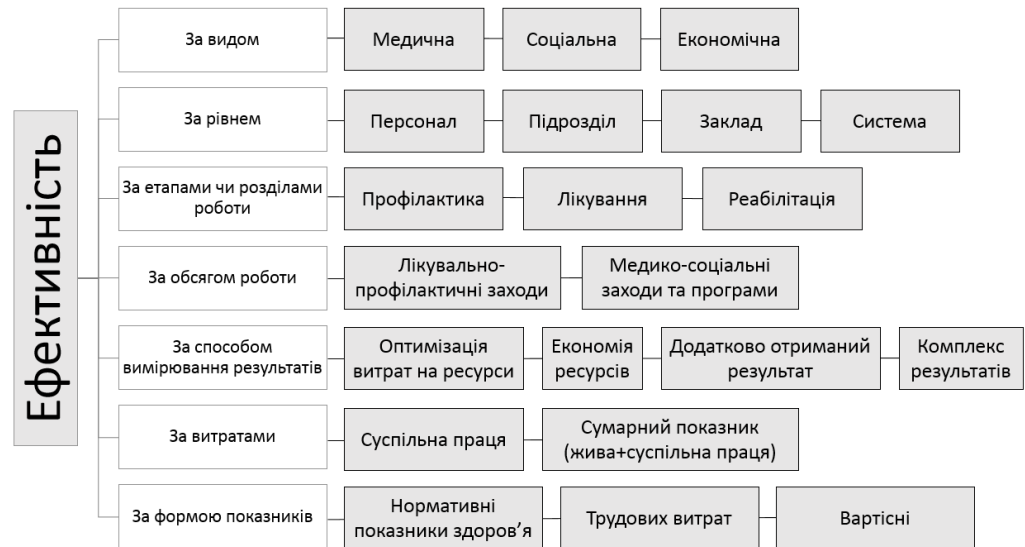 Ефективність
За видом
Медична
Соціальна
Економічна
За рівнем
Персонал
Підрозділ
Заклад
Система
За етапами чи розділами
роботи
Профілактика
Лікування
Реабілітація
За обсягом роботи
Лікувально-
профілактичні заходи
Медико-соціальні
заходи та програми
За способом
вимірювання результатів
Оптимізація
витрат на ресурси
Економія
ресурсів
Додатково отриманий
результат
Комплекс
результатів
За витратами
Суспільна праця
Сумарний показник
(жива+суспільна праця)
За формою показників
Нормативні
показники здоров’я
Трудових витрат
Вартісні